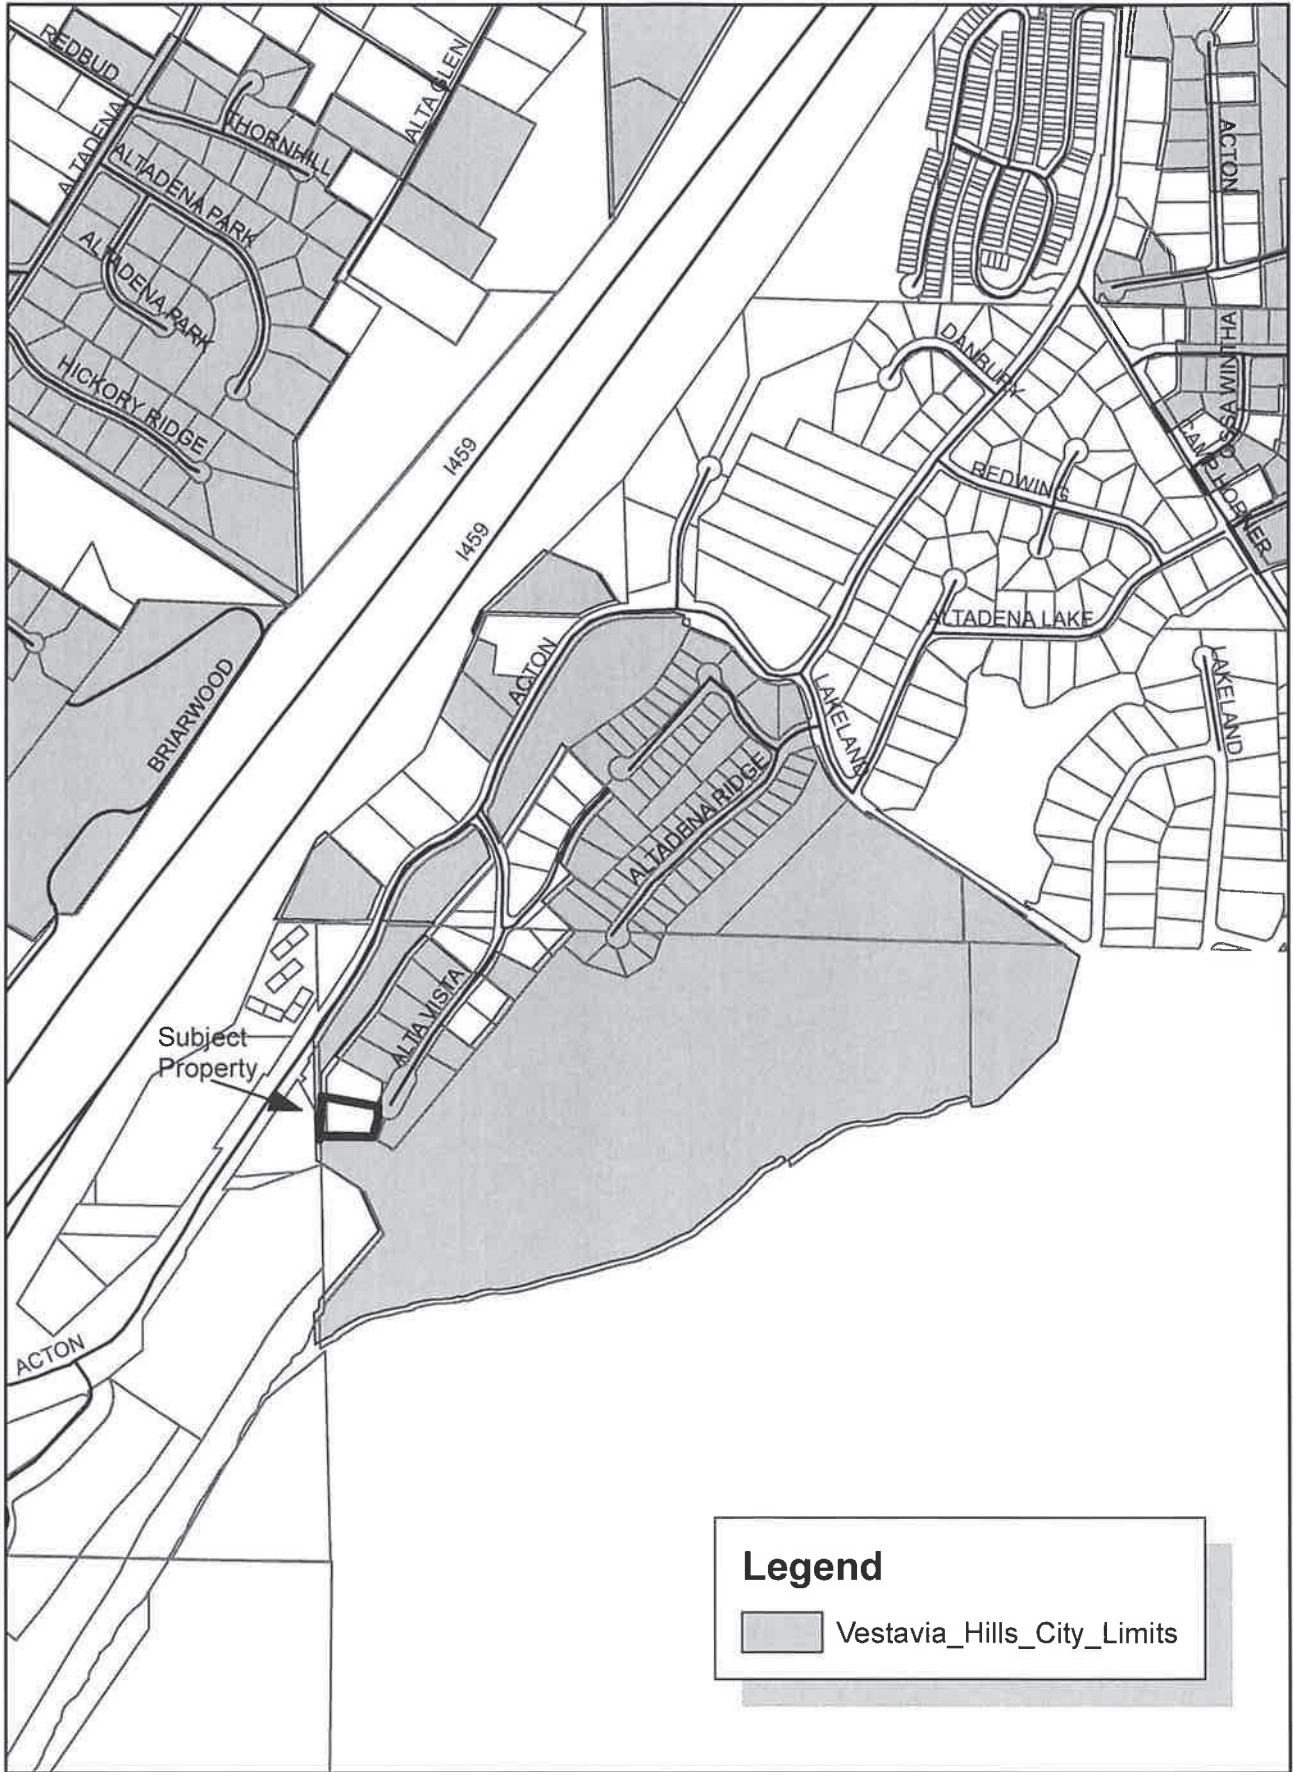 REDBUD
ALTADENA
THORNHILL
ALTA GLEN
ALTADENA PARK
ALTADENA PARK
HICKORY RIDGE
ACTON
I459
I459
DANBURY
REDWING
CAMP HORNER
ALTADENA LAKE
LAKELAND
LAKELAND
ACTON
BRIARWOOD
ALTADENA RIDGE
ALTA VISTA
Subject
Property
ACTON
Legend
Vestavia_Hills_City_Limits